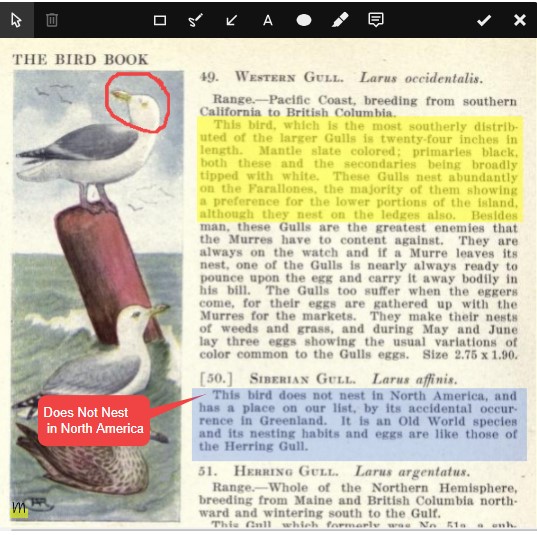 THE BIRD BOOK
49. WESTERN GULL. Larus occidentalis.
Range.—Pacific Coast, breeding from southern
California to British Columbia.
This bird, which is the most southerly distrib-
uted of the larger Gulls is twenty-four inches in
length. Mantle slate colored; primaries black,
both these and the secondaries being broadly
tipped with white. These Gulls nest abundantly
on the Farallones, the majority of them showing
a preference for the lower portions of the island,
although they nest on the ledges also. Besides
man, these Gulls are the greatest enemies that
the Murres have to content against. They are
always on the watch and if a Murre leaves its
nest, one of the Gulls is nearly always ready to
pounce upon the egg and carry it away bodily in
his bill. The Gulls too suffer when the eggers
come, for their eggs are gathered up with the
Murres for the markets. They make their nests
of weeds and grass, and during May and June
lay three eggs showing the usual variations of
color common to the Gulls eggs. Size 2.75 x 1.90.
[50.] SIBERIAN GULL. Larus affinis.
This bird does not nest in North America, and
has a place on our list, by its accidental occur-
rence in Greenland. It is an Old World species
and its nesting habits and eggs are like those of
the Herring Gull.
Does Not Nest
in North America
51. HERRING GULL. Larus argentatus.
Range.—Whole of the Northern Hemisphere,
breeding from Maine and British Columbia north-
ward and wintering south to the Gulf.
This Gull which formerly was No. 51a, a sub-